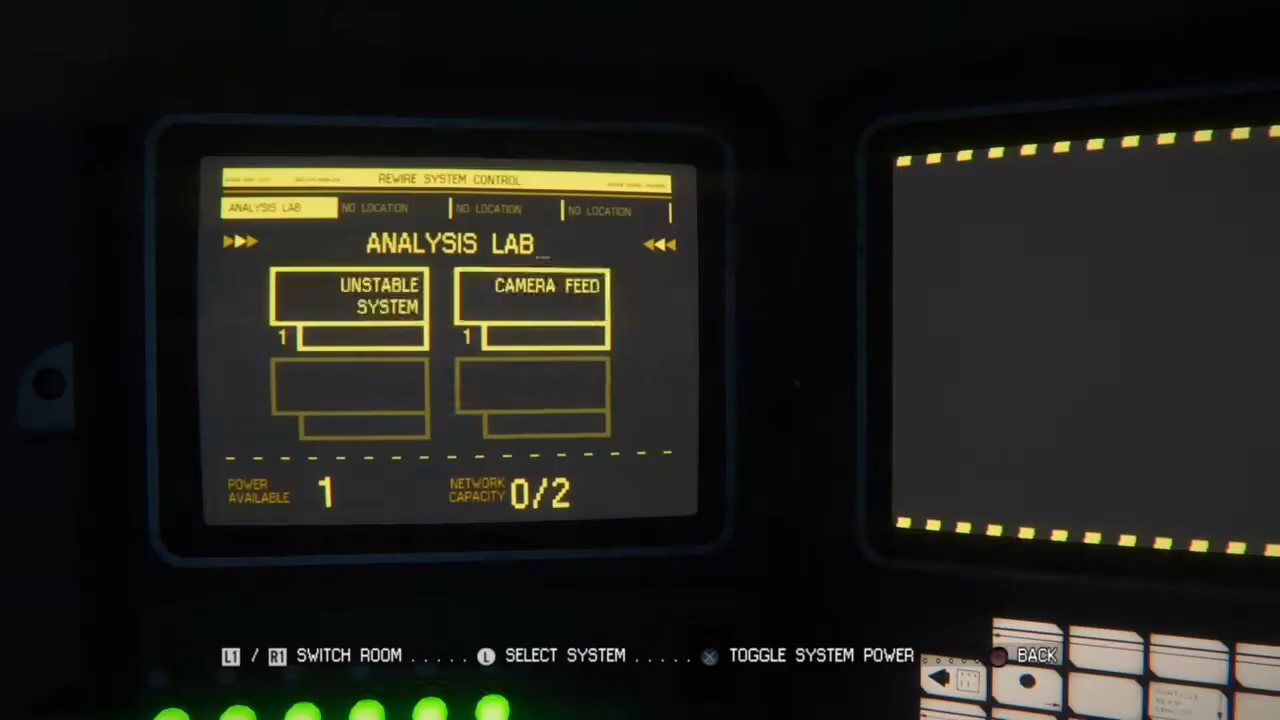 REWIRE SYSTEM CONTROL
ANALYSIS LAB NO LOCATION NO LOCATION NO LOCATION
ANALYSIS LAB_
UNSTABLE SYSTEM
1
CAMERA FEED
1
POWER AVAILABLE 1
NETWORK CAPACITY 0/2
L1 / R1 SWITCH ROOM ..... L SELECT SYSTEM ..... X TOGGLE SYSTEM POWER BACK